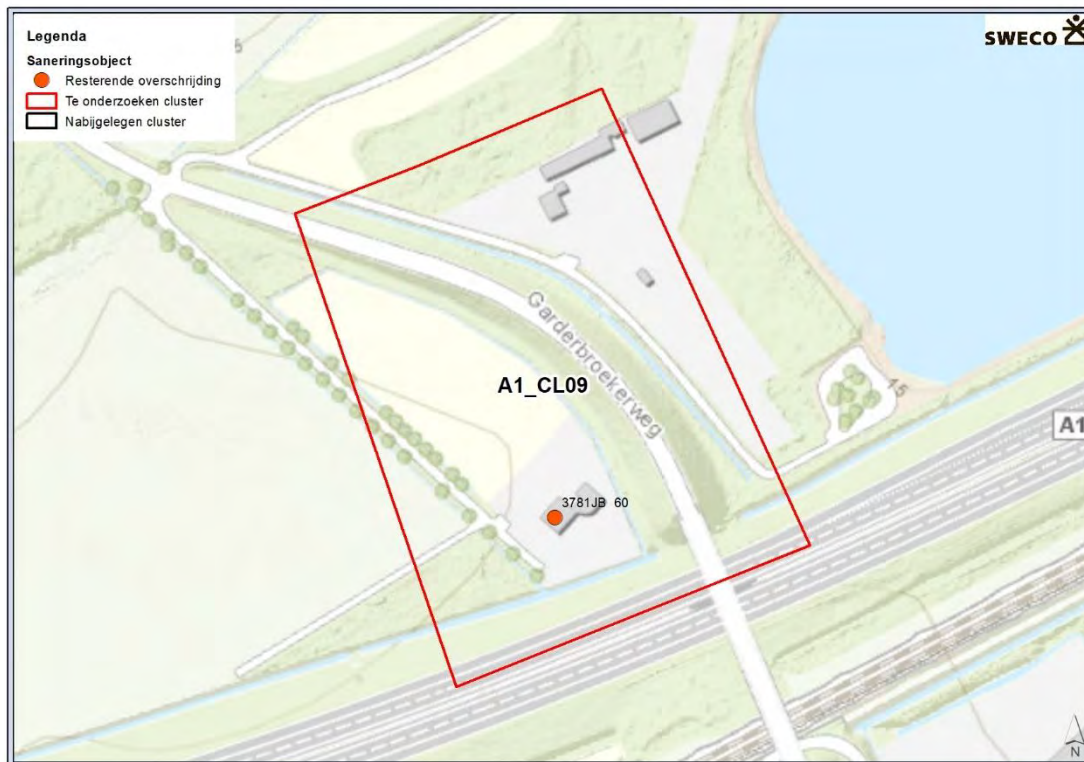 Legenda
Saneringsobject
Resterende overschrijding
Te onderzoeken cluster
Nabijgelegen cluster
SWECO
Garderbroekerweg
A1_CL09
15
A1
3781JB 60
N